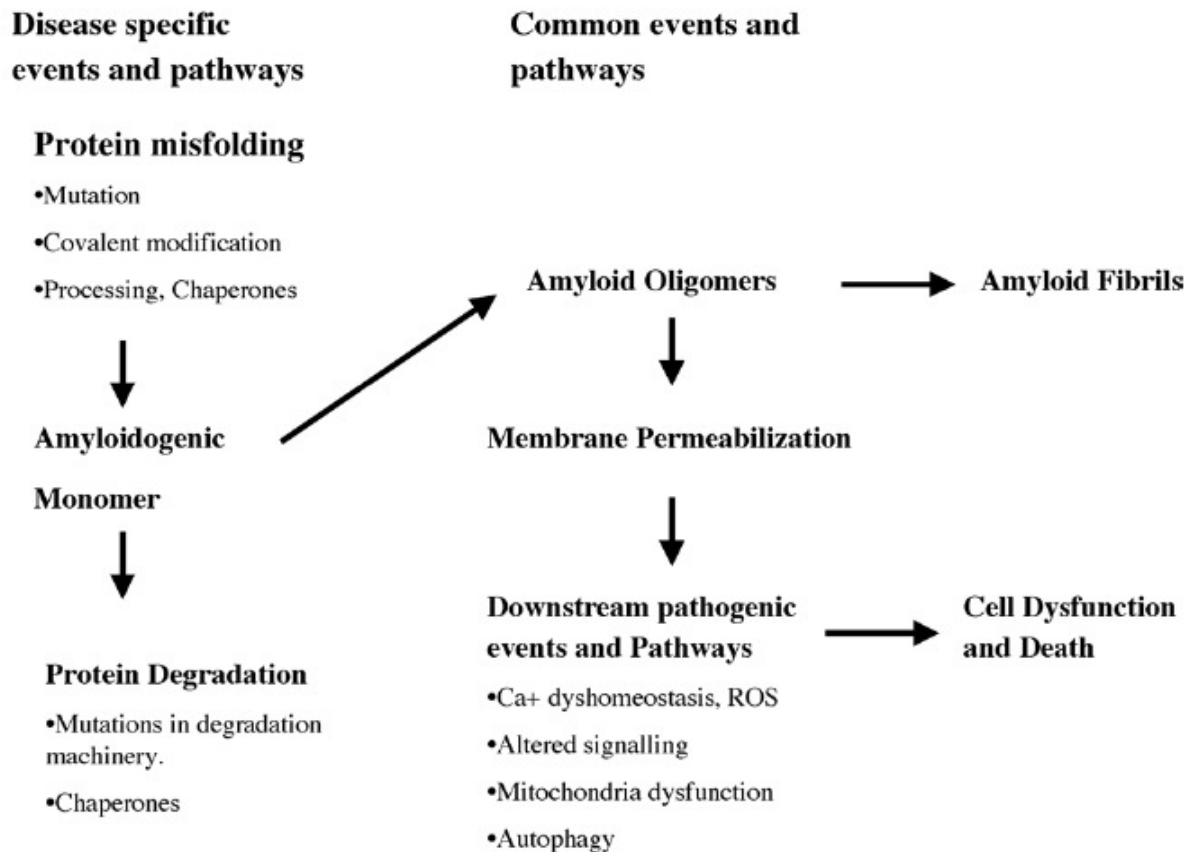 Disease specific
events and pathways
Common events and
pathways
Protein misfolding
•Mutation
•Covalent modification
•Processing, Chaperones
Amyloid Oligomers
Amyloid Fibrils
Amyloidogenic
Monomer
Membrane Permeabilization
Protein Degradation
•Mutations in degradation
machinery.
•Chaperones
Downstream pathogenic
events and Pathways
•Ca+ dyshomeostasis, ROS
•Altered signalling
•Mitochondria dysfunction
•Autophagy
Cell Dysfunction
and Death